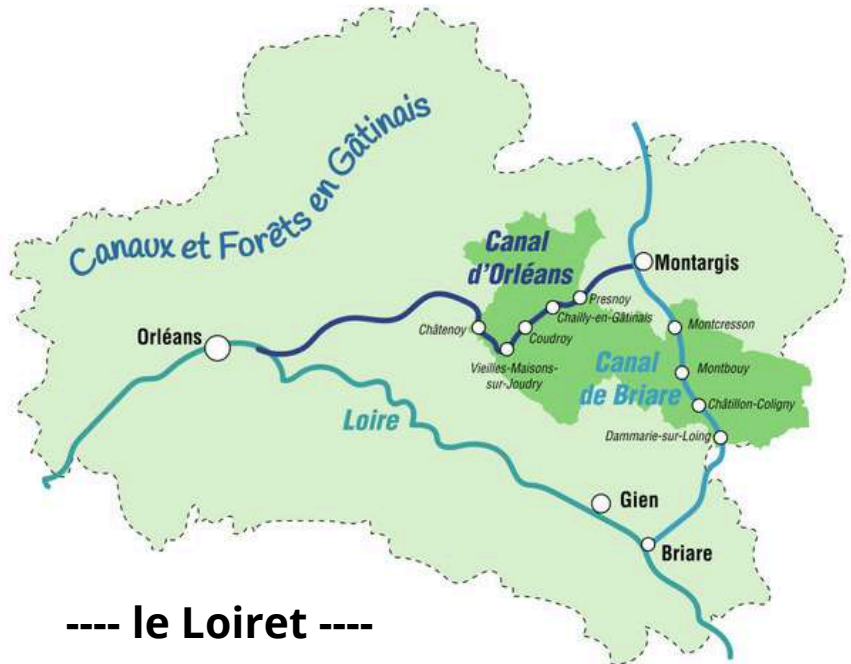 Canaux et Forêts en Gâtinais
Canal
d'Orléans
Montargis
Presnoy
Chailly-en-Gâtinais
Châtenoy
Coudroy
Montcresson
Orléans
Vieilles-Maisons-
sur-Joudry
Canal
de Briare
Montbouy
Châtillon-Coligny
Loire
Dammarie-sur-Loing
Gien
Briare
---- le Loiret ----